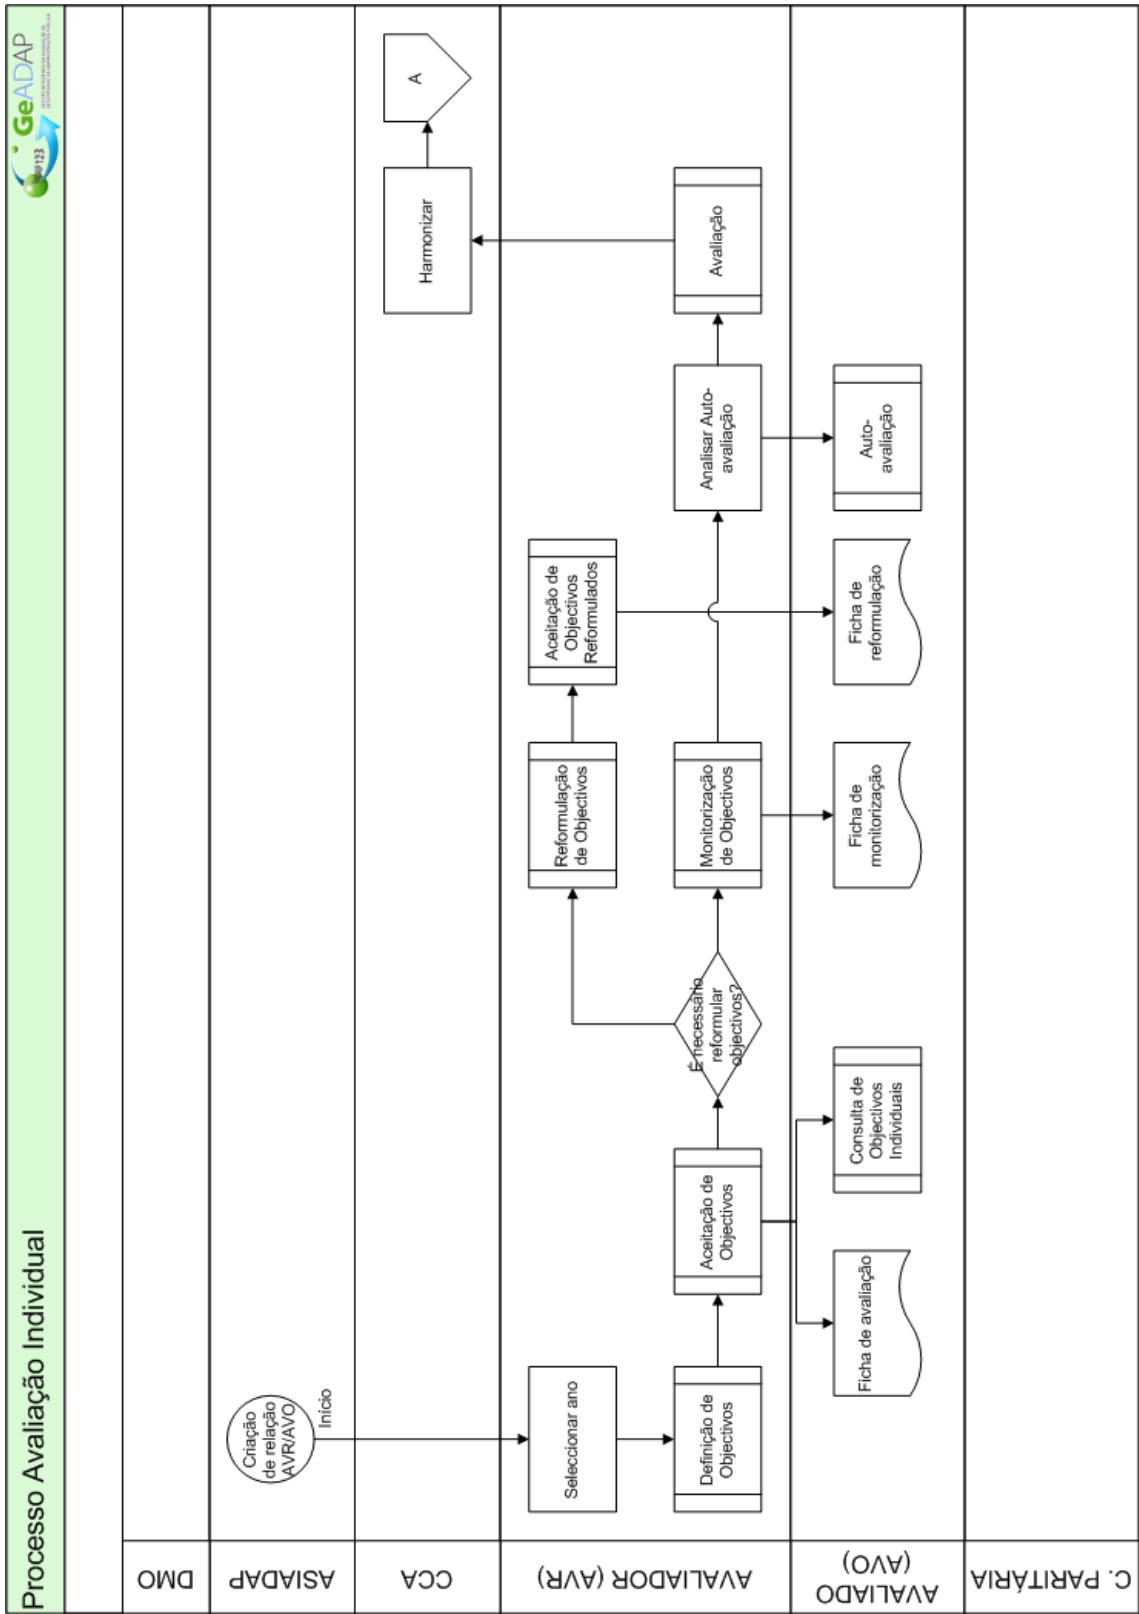 Processo Avaliação Individual
GeADAP
DMO
ASIADAP
Criação
de relação
AVR/AVO
Início
CCA
Harmonizar
A
AVALIADOR (AVR)
Seleccionar ano
Reformulação
de Objectivos
Aceitação de
Objectivos
Reformulados
Definição de
Objectivos
Aceitação de
Objectivos
É necessário
reformular
objectivos?
Monitorização
de Objectivos
Analisar Auto-
avaliação
Avaliação
AVALIADO
(AVO)
Ficha de avaliação
Consulta de
Objectivos
Individuais
Ficha de
monitorização
Ficha de
reformulação
Auto-
avaliação
C. PARITÁRIA